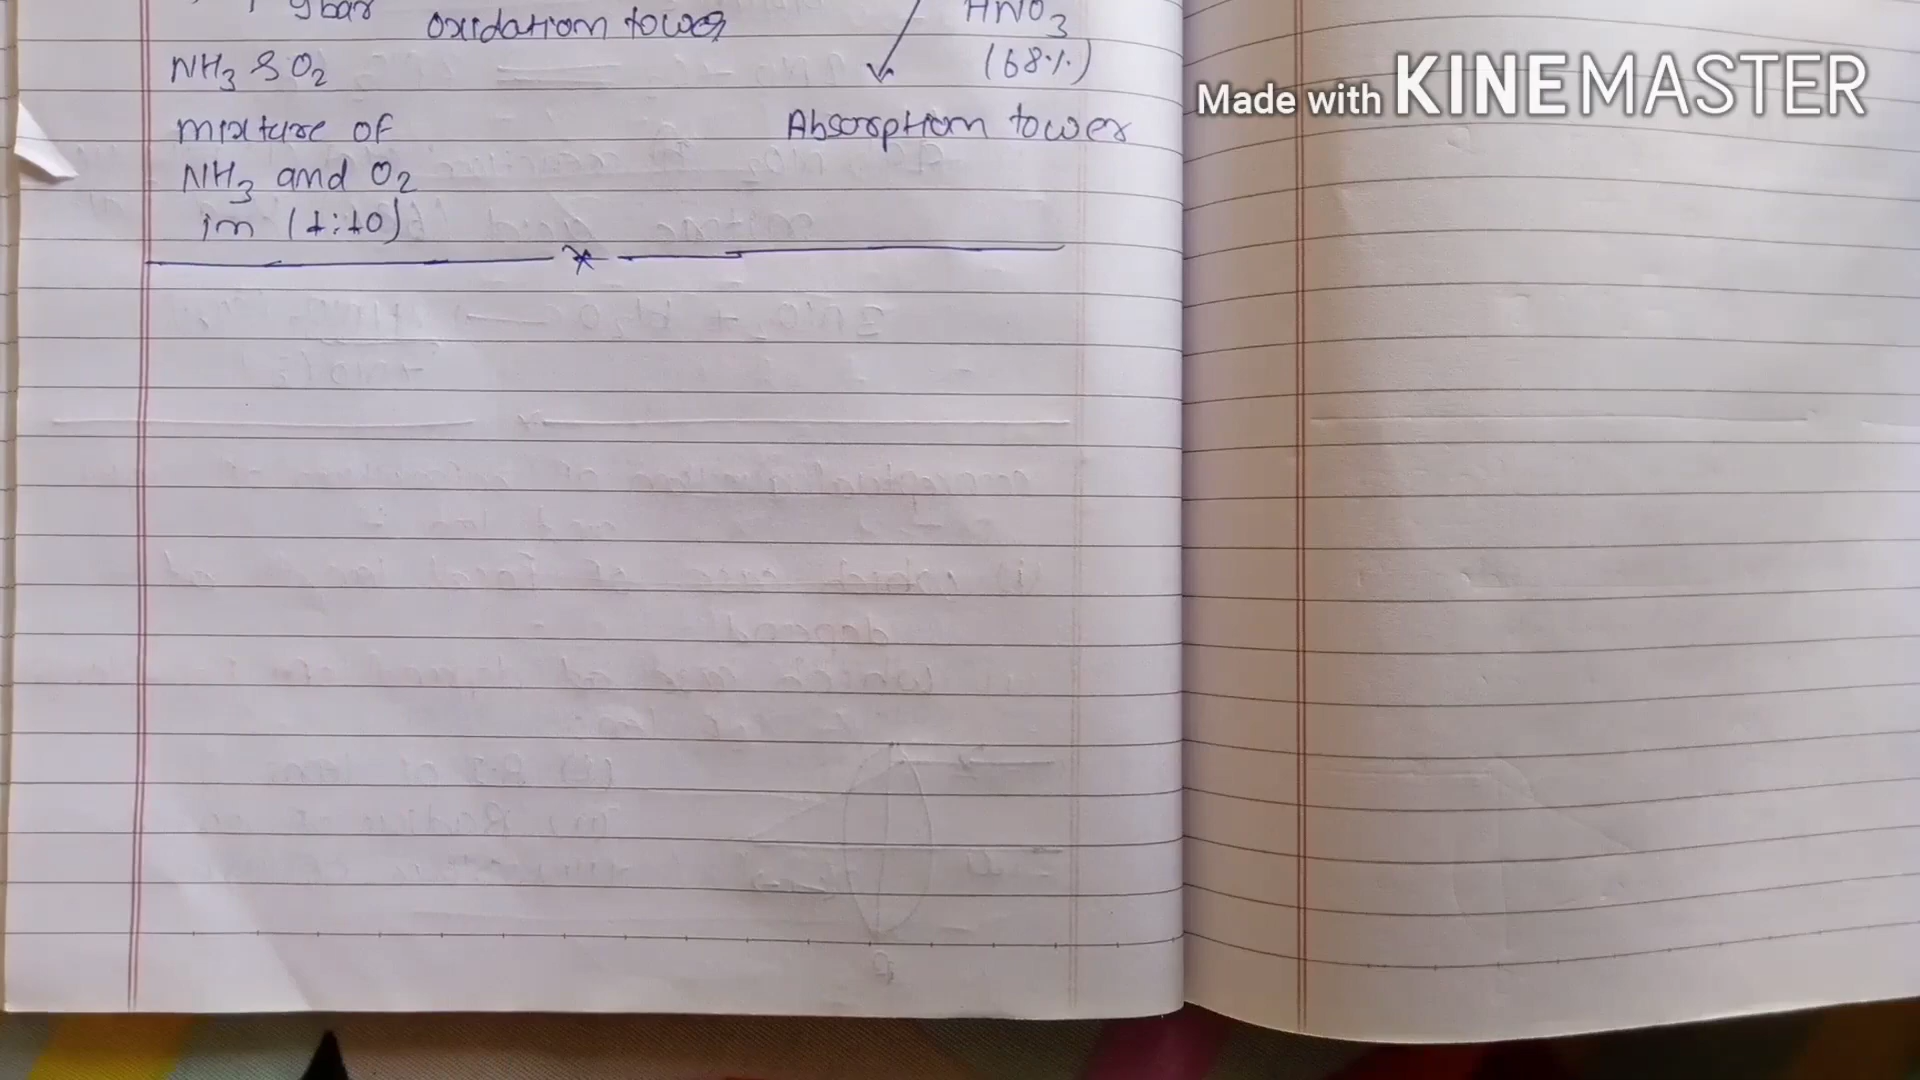 9 bar
oxidation tower
HNO3
(68%)
NH3 & O2
mixture of
NH3 and O2
in (1:10)
Absorption tower
Made with KINEMASTER